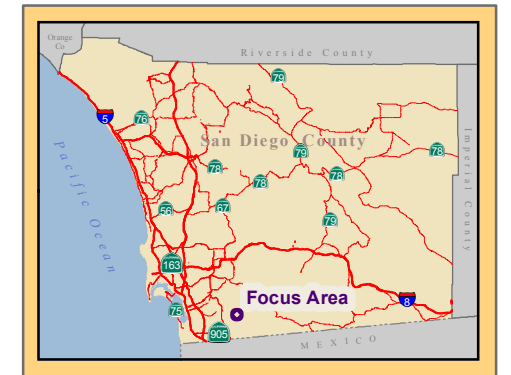 Orange
Co
Riverside County
79
5
76
San Diego County
79
78
78
78
78
Imperial County
Pacific Ocean
56
67
79
163
Focus Area
8
75
905
MEXICO